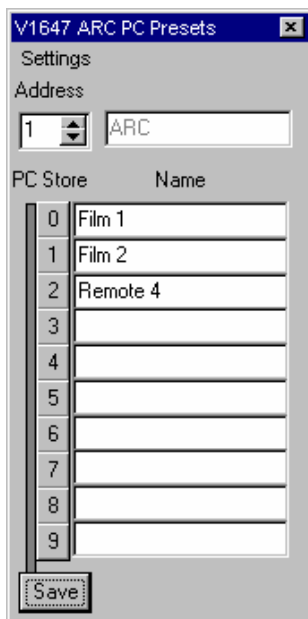 V1647 ARC PC Presets
Settings
Address
1 ARC
PC Store Name
0 Film 1
1 Film 2
2 Remote 4
3
4
5
6
7
8
9
Save